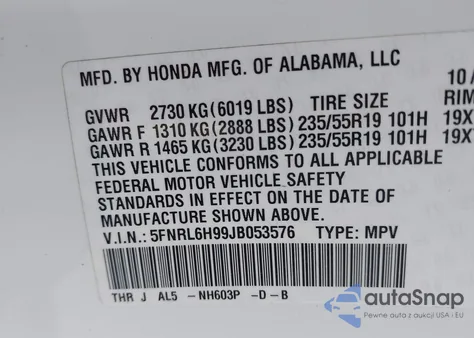 MFD. BY HONDA MFG. OF ALABAMA, LLC 10/
GVWR 2730 KG (6019 LBS) TIRE SIZE RIM
GAWR F 1310 KG (2888 LBS) 235/55R19 101H 19X
GAWR R 1465 KG (3230 LBS) 235/55R19 101H 19X
THIS VEHICLE CONFORMS TO ALL APPLICABLE
FEDERAL MOTOR VEHICLE SAFETY
STANDARDS IN EFFECT ON THE DATE OF
MANUFACTURE SHOWN ABOVE.
V.I.N.: 5FNRL6H99JB053576 TYPE: MPV
THR J AL5 -NH603P -D-B
autoSnap
Pewne auta z USA i EU